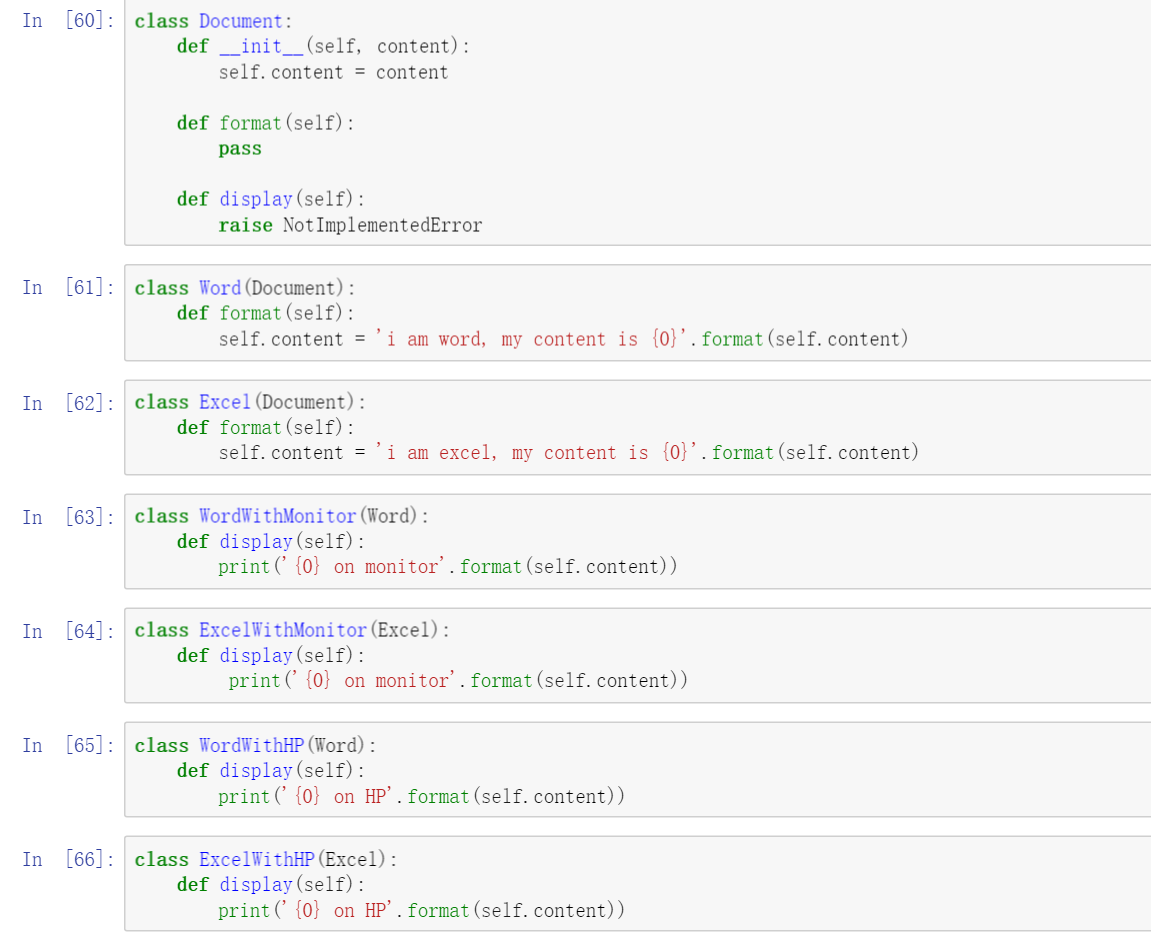 In [60]: class Document:
    def __init__(self, content):
        self.content = content

    def format(self):
        pass

    def display(self):
        raise NotImplementedError
In [61]: class Word(Document):
    def format(self):
        self.content = 'i am word, my content is {0}'.format(self.content)
In [62]: class Excel(Document):
    def format(self):
        self.content = 'i am excel, my content is {0}'.format(self.content)
In [63]: class WordWithMonitor(Word):
    def display(self):
        print('{0} on monitor'.format(self.content))
In [64]: class ExcelWithMonitor(Excel):
    def display(self):
         print('{0} on monitor'.format(self.content))
In [65]: class WordWithHP(Word):
    def display(self):
        print('{0} on HP'.format(self.content))
In [66]: class ExcelWithHP(Excel):
    def display(self):
        print('{0} on HP'.format(self.content))